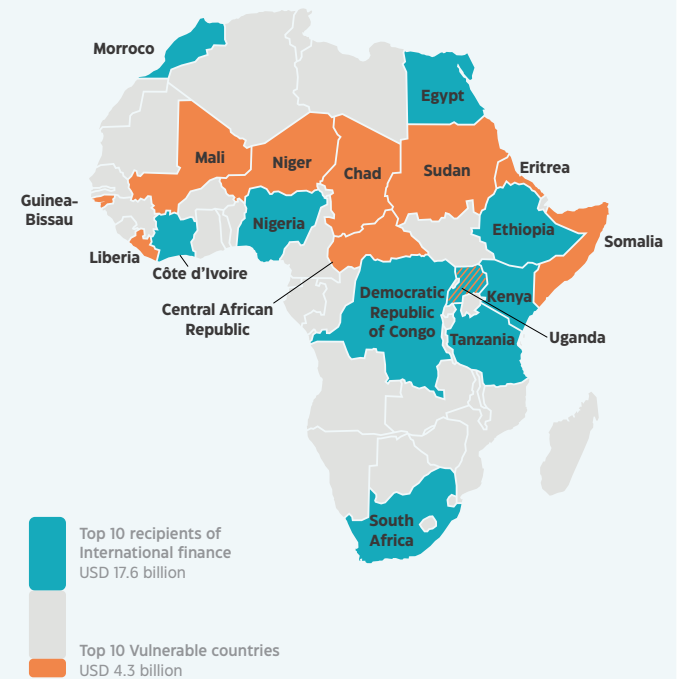 Morroco
Egypt
Mali
Niger
Chad
Sudan
Eritrea
Guinea-
Bissau
Nigeria
Ethiopia
Somalia
Liberia
Côte d'Ivoire
Central African
Republic
Democratic
Republic
of Congo
Kenya
Uganda
Tanzania
South
Africa
Top 10 recipients of
International finance
USD 17.6 billion
Top 10 Vulnerable countries
USD 4.3 billion